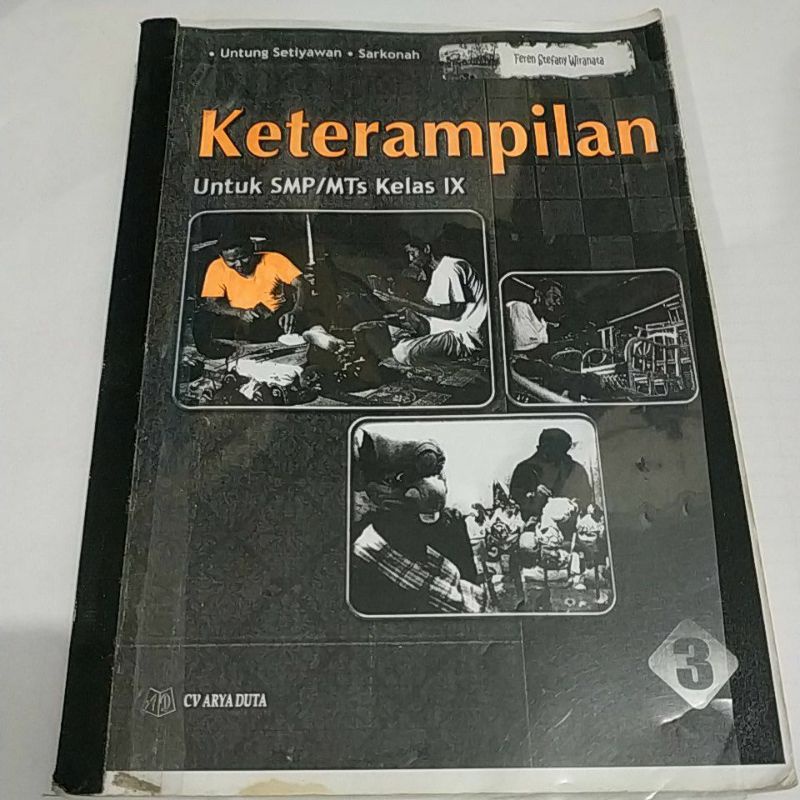 • Untung Setiyawan • Sarkonah
Feren Stefany Wiranata
Keterampilan
Untuk SMP/MTs Kelas IX
3
CV ARYA DUTA